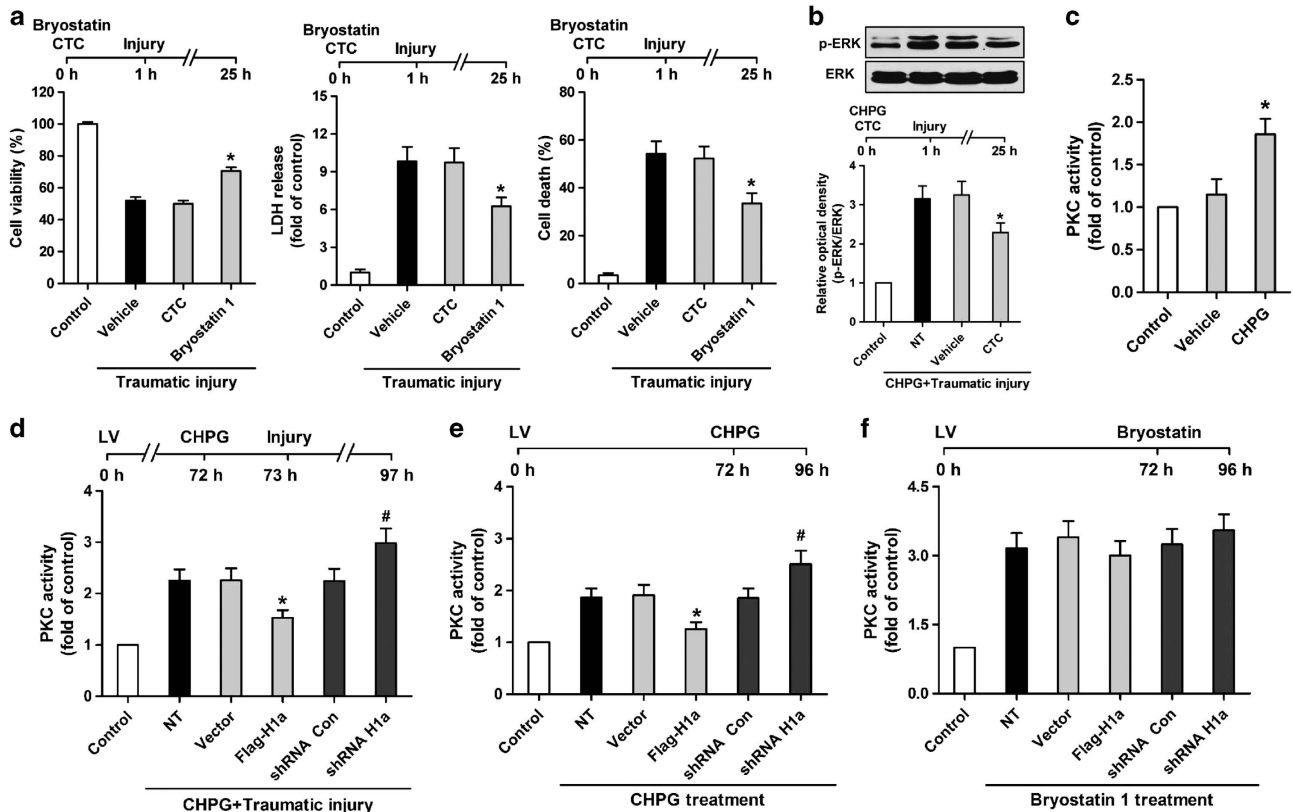 a
Bryostatin
CTC Injury
0 h 1 h 25 h
Cell viability (%)
120
100
80
60
40
20
0
Control
Vehicle
CTC
Bryostatin 1
*
Traumatic injury
Bryostatin
CTC Injury
0 h 1 h 25 h
LDH release
(fold of control)
15
12
9
6
3
0
Control
Vehicle
CTC
Bryostatin 1
*
Traumatic injury
Bryostatin
CTC Injury
0 h 1 h 25 h
Cell death (%)
80
60
40
20
0
Control
Vehicle
CTC
Bryostatin 1
*
Traumatic injury
b
p-ERK
ERK
CHPG
CTC Injury
0 h 1 h 25 h
Relative optical density
(p-ERK/ERK)
4
3
2
1
0
*
Control
NT
Vehicle
CTC
CHPG+Traumatic injury
c
PKC activity
(fold of control)
2.5
2.0
1.5
1.0
0.5
0.0
*
Control
Vehicle
CHPG
d
LV CHPG Injury
0 h 72 h 73 h 97 h
PKC activity
(fold of control)
4
3
2
1
0
*
#
Control
NT
Vector
Flag-H1a
shRNA Con
shRNA H1a
CHPG+Traumatic injury
e
LV CHPG
0 h 72 h 96 h
PKC activity
(fold of control)
4
3
2
1
0
*
#
Control
NT
Vector
Flag-H1a
shRNA Con
shRNA H1a
CHPG treatment
f
LV Bryostatin
0 h 72 h 96 h
PKC activity
(fold of control)
4.5
3.0
1.5
0.0
Control
NT
Vector
Flag-H1a
shRNA Con
shRNA H1a
Bryostatin 1 treatment